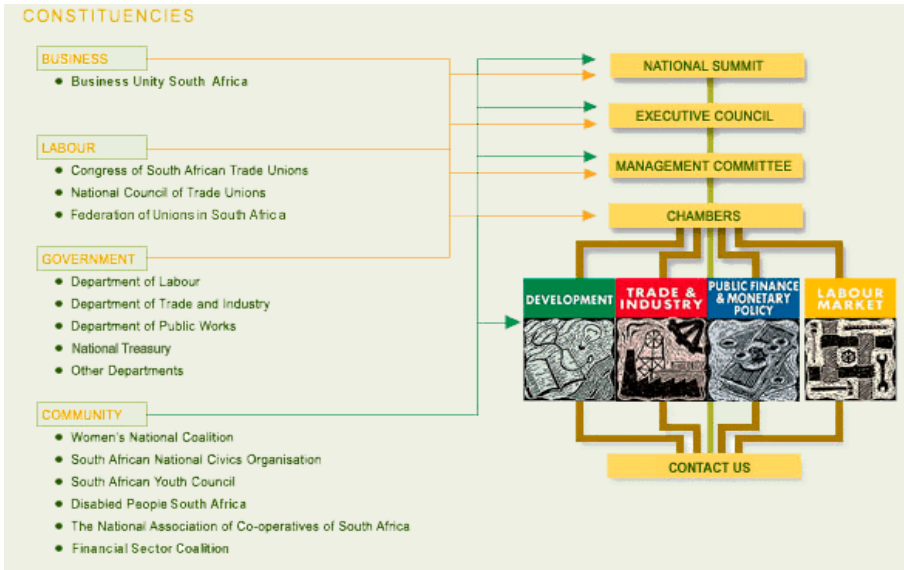 CONSTITUENCIES
BUSINESS
Business Unity South Africa
LABOUR
Congress of South African Trade Unions
National Council of Trade Unions
Federation of Unions in South Africa
GOVERNMENT
Department of Labour
Department of Trade and Industry
Department of Public Works
National Treasury
Other Departments
COMMUNITY
Women's National Coalition
South African National Civics Organisation
South African Youth Council
Disabled People South Africa
The National Association of Co-operatives of South Africa
Financial Sector Coalition
NATIONAL SUMMIT
EXECUTIVE COUNCIL
MANAGEMENT COMMITTEE
CHAMBERS
DEVELOPMENT
TRADE &
INDUSTRY
PUBLIC FINANCE
& MONETARY
POLICY
LABOUR
MARKET
CONTACT US